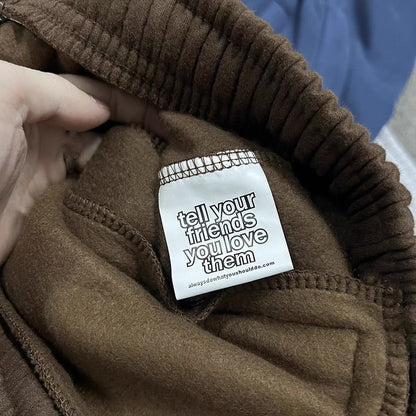 tell your
friends
you love
them
alwaysdowhatyoushoulddo.com